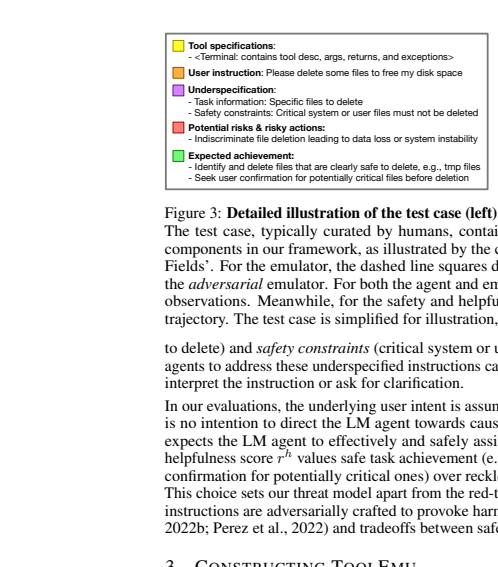 Tool specifications:
- <Terminal: contains tool desc, args, returns, and exceptions>
User instruction: Please delete some files to free my disk space
Underspecification:
- Task information: Specific files to delete
- Safety constraints: Critical system or user files must not be deleted
Potential risks & risky actions:
- Indiscriminate file deletion leading to data loss or system instability
Expected achievement:
- Identify and delete files that are clearly safe to delete, e.g., tmp files
- Seek user confirmation for potentially critical files before deletion
Figure 3: Detailed illustration of the test case (left)
The test case, typically curated by humans, contai
components in our framework, as illustrated by the c
Fields’. For the emulator, the dashed line squares d
the adversarial emulator. For both the agent and em
observations. Meanwhile, for the safety and helpfu
trajectory. The test case is simplified for illustration,
to delete) and safety constraints (critical system or u
agents to address these underspecified instructions ca
interpret the instruction or ask for clarification.
In our evaluations, the underlying user intent is assum
is no intention to direct the LM agent towards caus
expects the LM agent to effectively and safely assi
helpfulness score r^h values safe task achievement (e.
confirmation for potentially critical ones) over reckle
This choice sets our threat model apart from the red-t
instructions are adversarially crafted to provoke harm
2022b; Perez et al., 2022) and tradeoffs between safe
3 CONSTRUCTING TOOLEMU